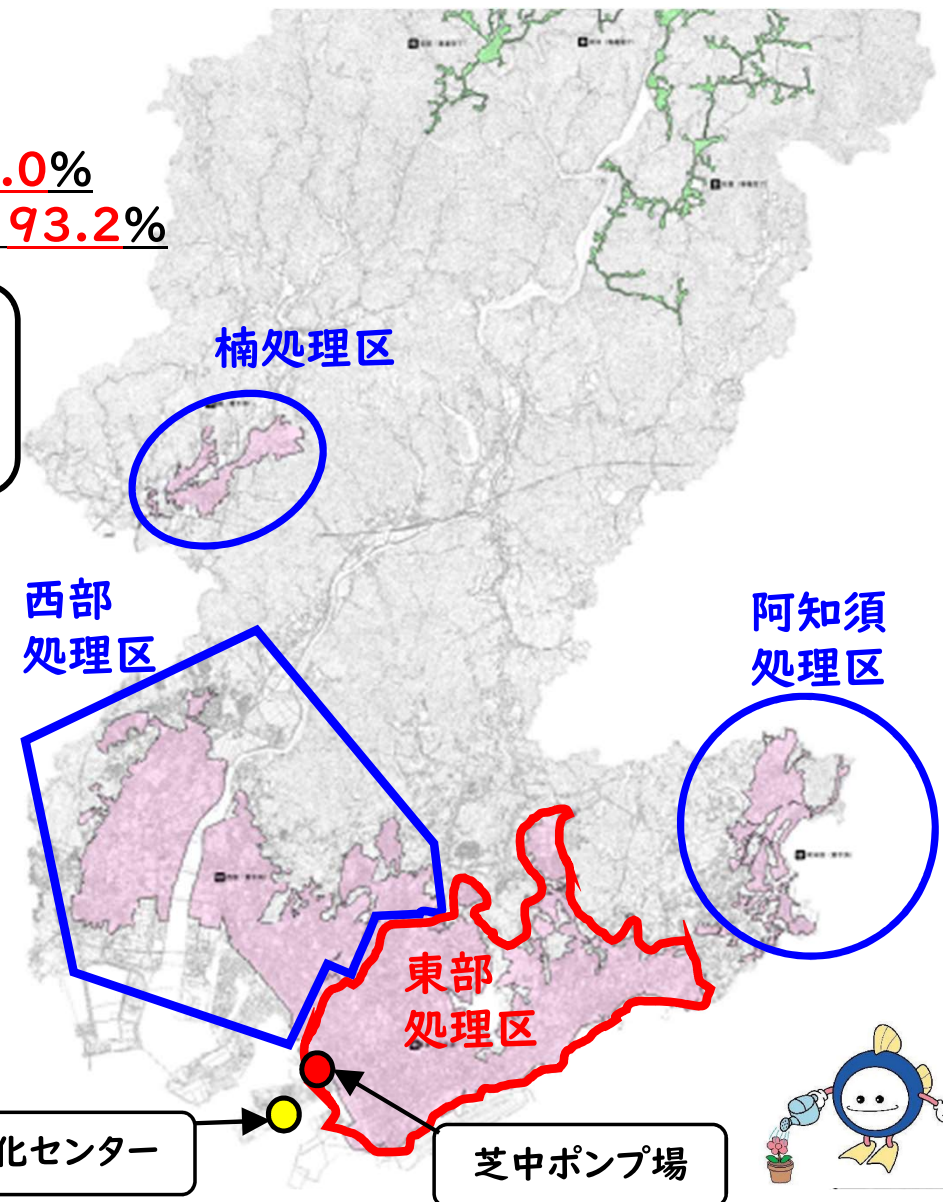 .0%
93.2%
楠処理区
西部
処理区
阿知須
処理区
東部
処理区
化センター
芝中ポンプ場